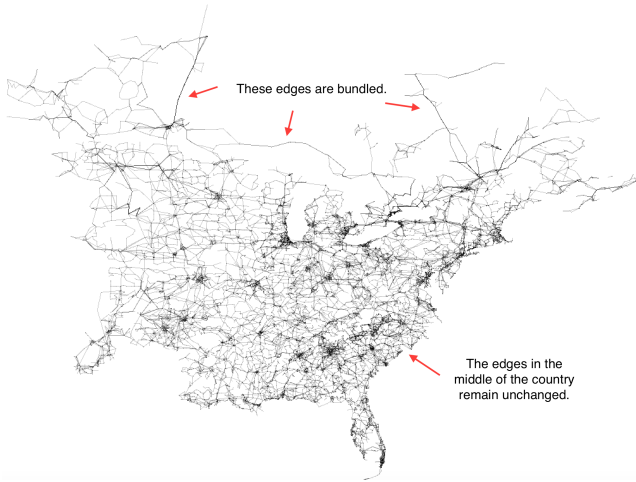 These edges are bundled.
The edges in the
middle of the country
remain unchanged.